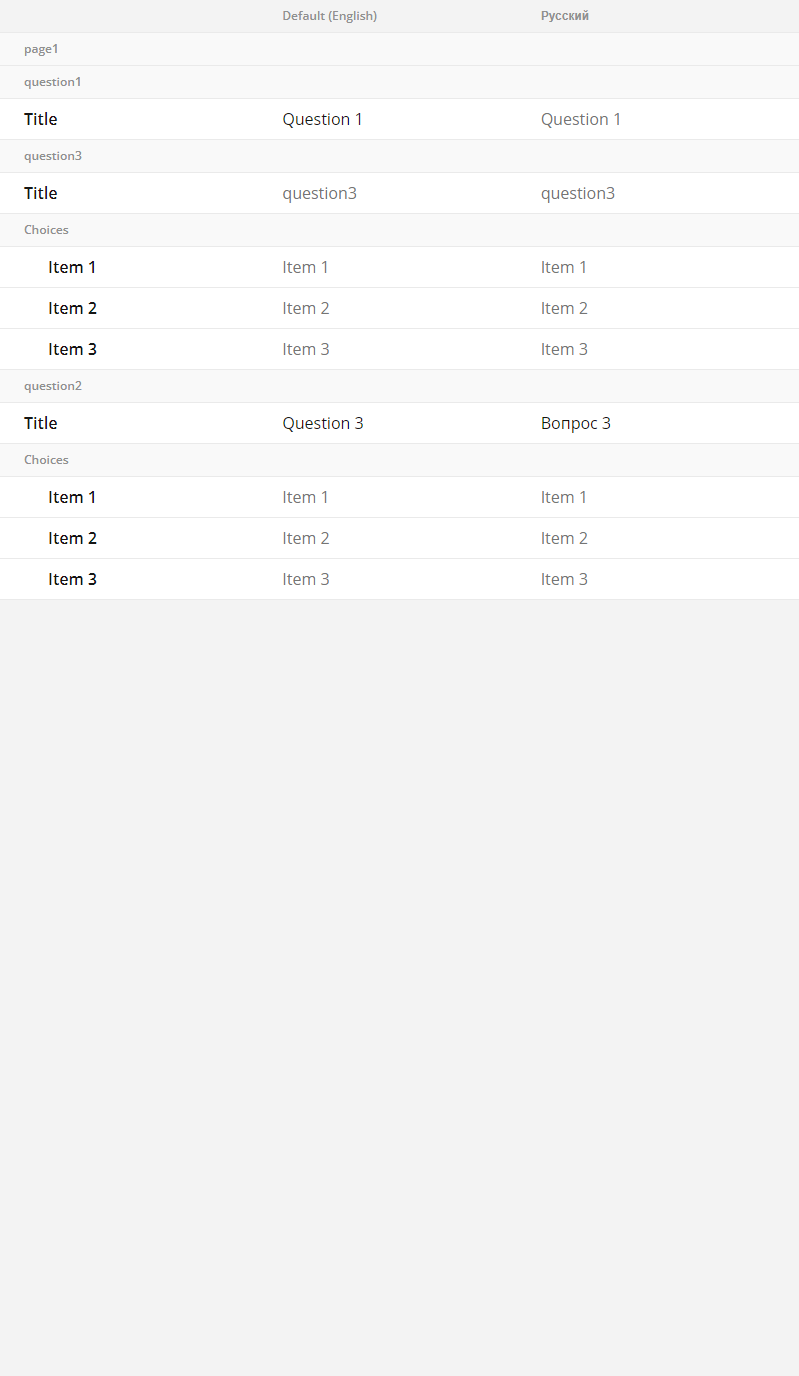 Default (English) Русский
page1
question1
Title Question 1 Question 1
question3
Title question3 question3
Choices
Item 1 Item 1 Item 1
Item 2 Item 2 Item 2
Item 3 Item 3 Item 3
question2
Title Question 3 Вопрос 3
Choices
Item 1 Item 1 Item 1
Item 2 Item 2 Item 2
Item 3 Item 3 Item 3